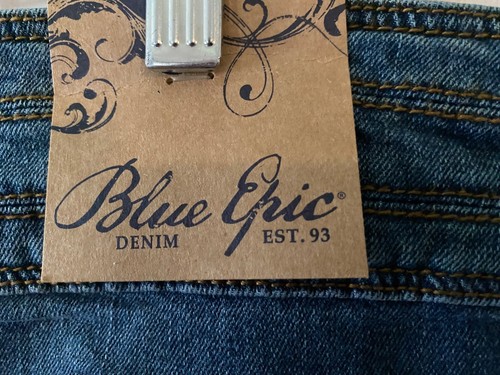 Blue Epic®
DENIM EST. 93